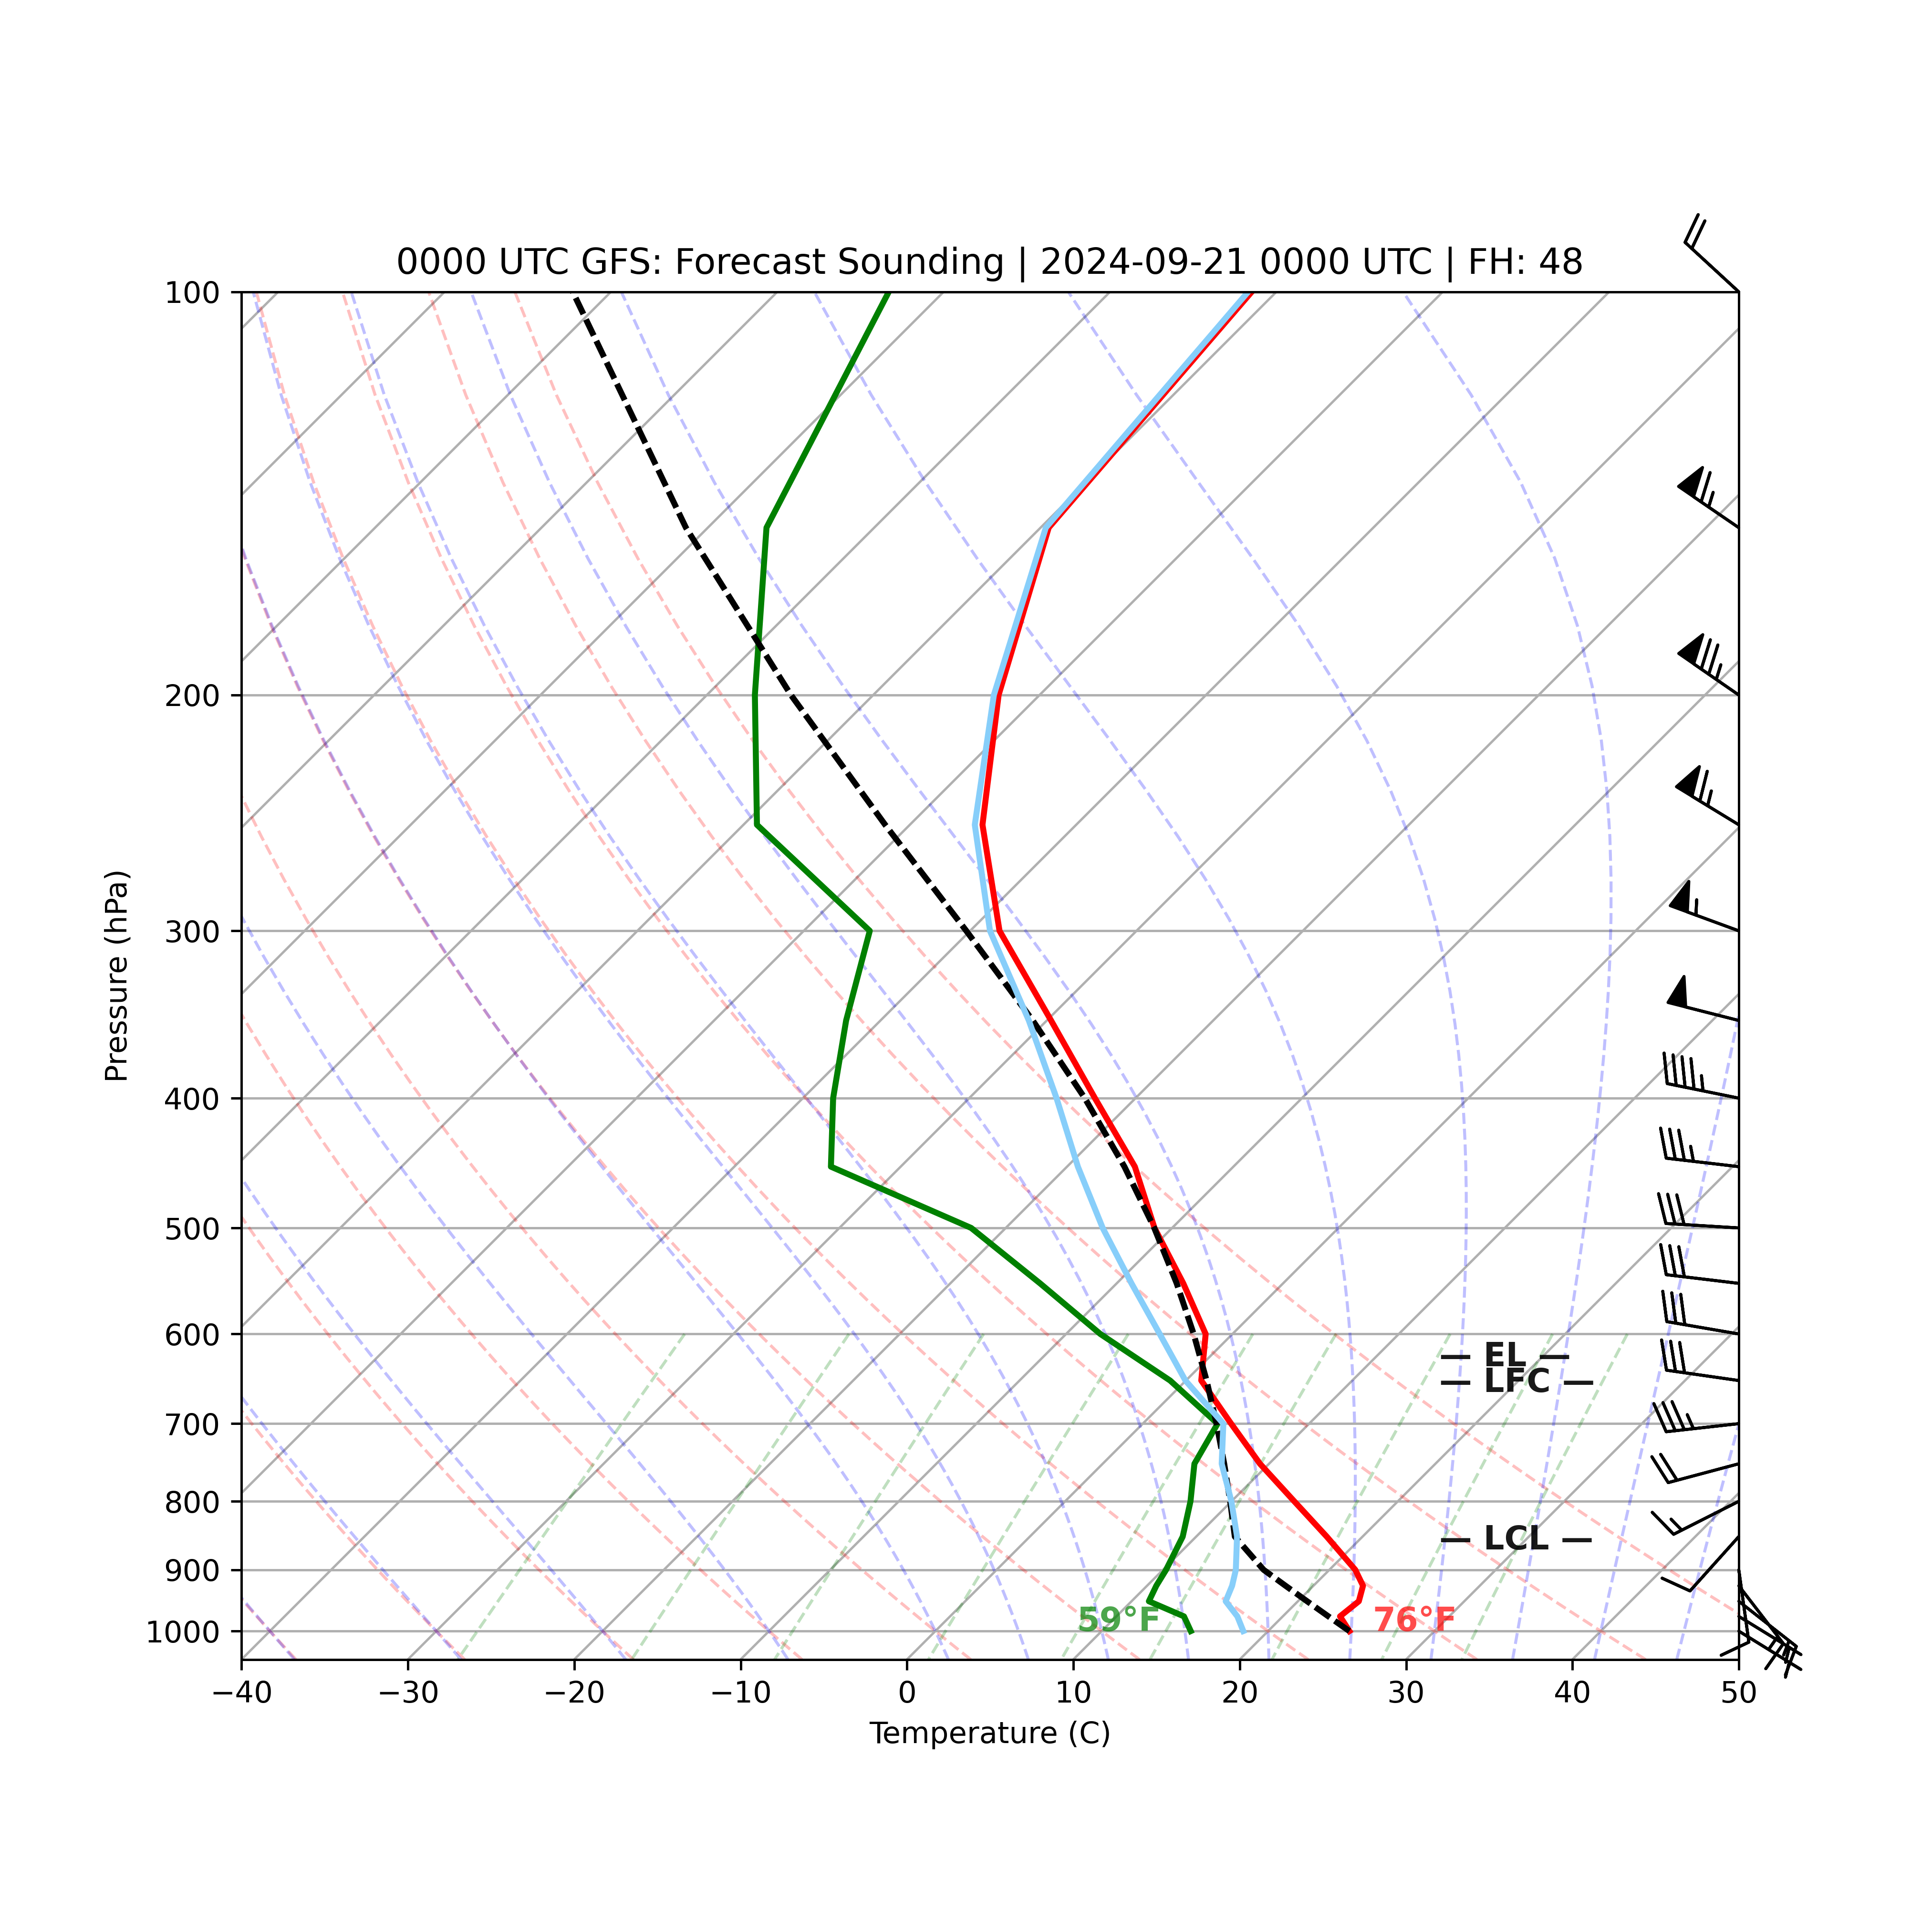 0000 UTC GFS: Forecast Sounding | 2024-09-21 0000 UTC | FH: 48
100
200
300
400
500
600
700
800
900
1000
Pressure (hPa)
— EL —
— LFC —
— LCL —
59°F
76°F
−40 −30 −20 −10 0 10 20 30 40 50
Temperature (C)